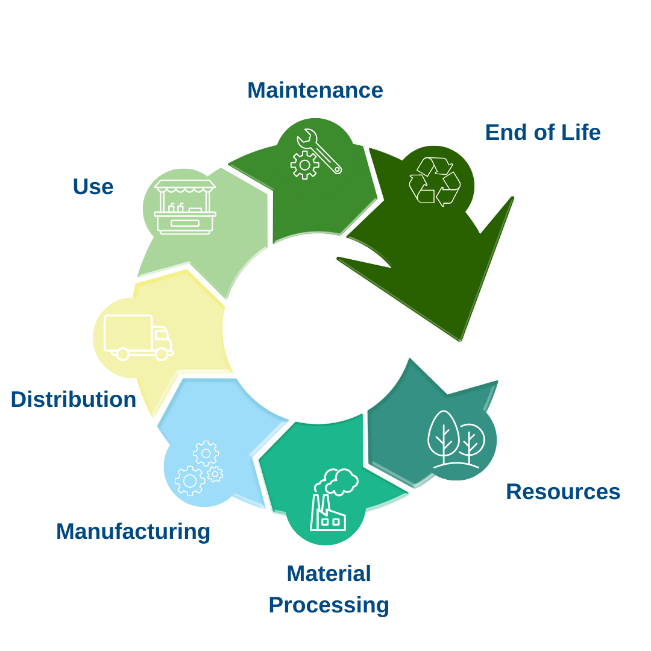 Maintenance
End of Life
Use
Distribution
Resources
Manufacturing
Material
Processing